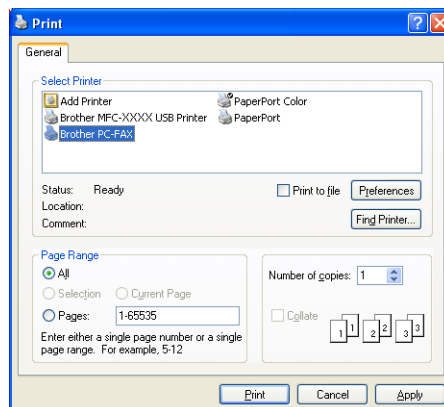 Print
General
Select Printer
Add Printer
PaperPort Color
Brother MFC-XXXX USB Printer
PaperPort
Brother PC-FAX
Status: Ready
Print to file
Preferences
Location:
Comment:
Find Printer...
Page Range
All
Selection
Current Page
Pages: 1-65535
Enter either a single page number or a single
page range. For example, 5-12
Number of copies: 1
Collate
1 1 2 2 3 3
Print
Cancel
Apply